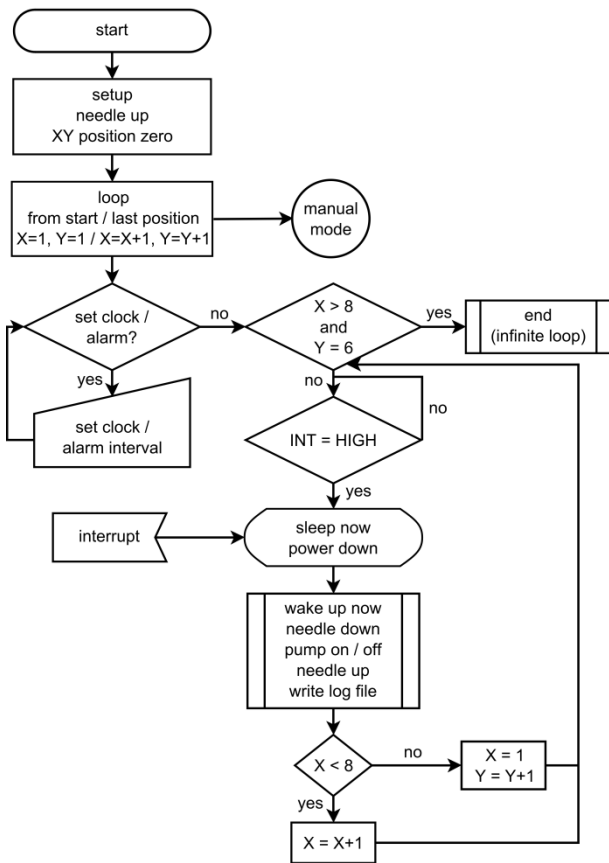 start
setup
needle up
XY position zero
loop
from start / last position
X=1, Y=1 / X=X+1, Y=Y+1
manual
mode
set clock /
alarm?
no
X > 8
and
Y = 6
yes
end
(infinite loop)
yes
set clock /
alarm interval
no
no
INT = HIGH
yes
interrupt
sleep now
power down
wake up now
needle down
pump on / off
needle up
write log file
X < 8
no
X = 1
Y = Y+1
yes
X = X+1